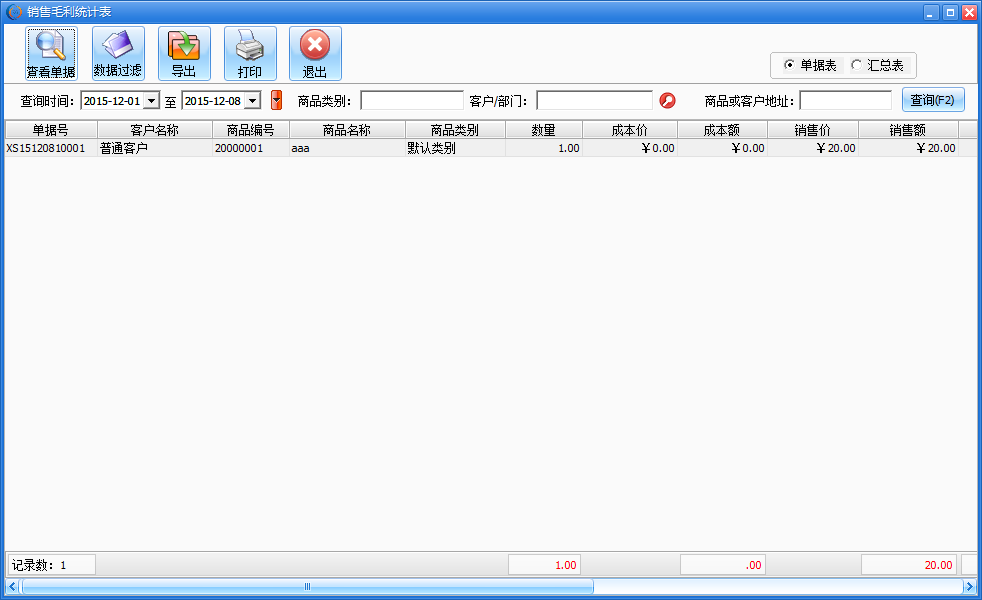 销售毛利统计表
查看单据 数据过滤 导出 打印 退出
单据表 汇总表
查询时间： 2015-12-01 至 2015-12-08 商品类别： 客户/部门： 商品或客户地址： 查询(F2)
单据号 客户名称 商品编号 商品名称 商品类别 数量 成本价 成本额 销售价 销售额
XS15120810001 普通客户 20000001 aaa 默认类别 1.00 ￥0.00 ￥0.00 ￥20.00 ￥20.00
记录数：1 1.00 .00 20.00